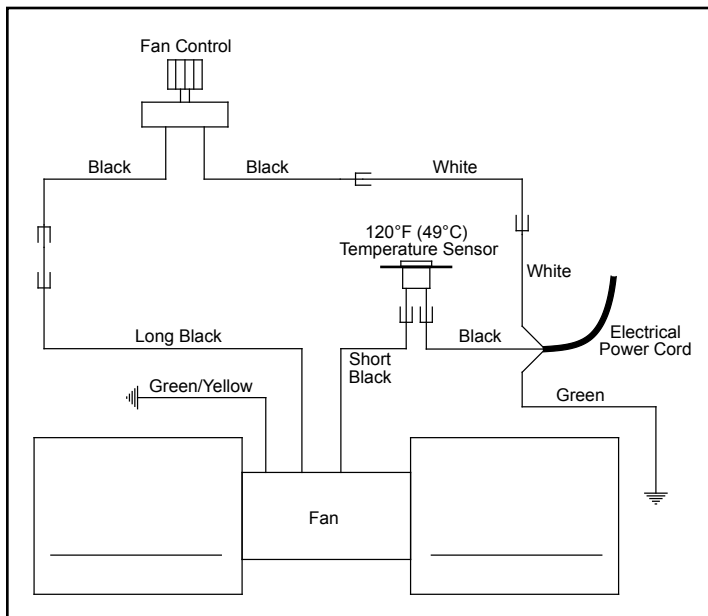 Fan Control
Black
Black
White
120°F (49°C)
Temperature Sensor
White
Long Black
Short
Black
Black
Electrical
Power Cord
Green/Yellow
Green
Fan